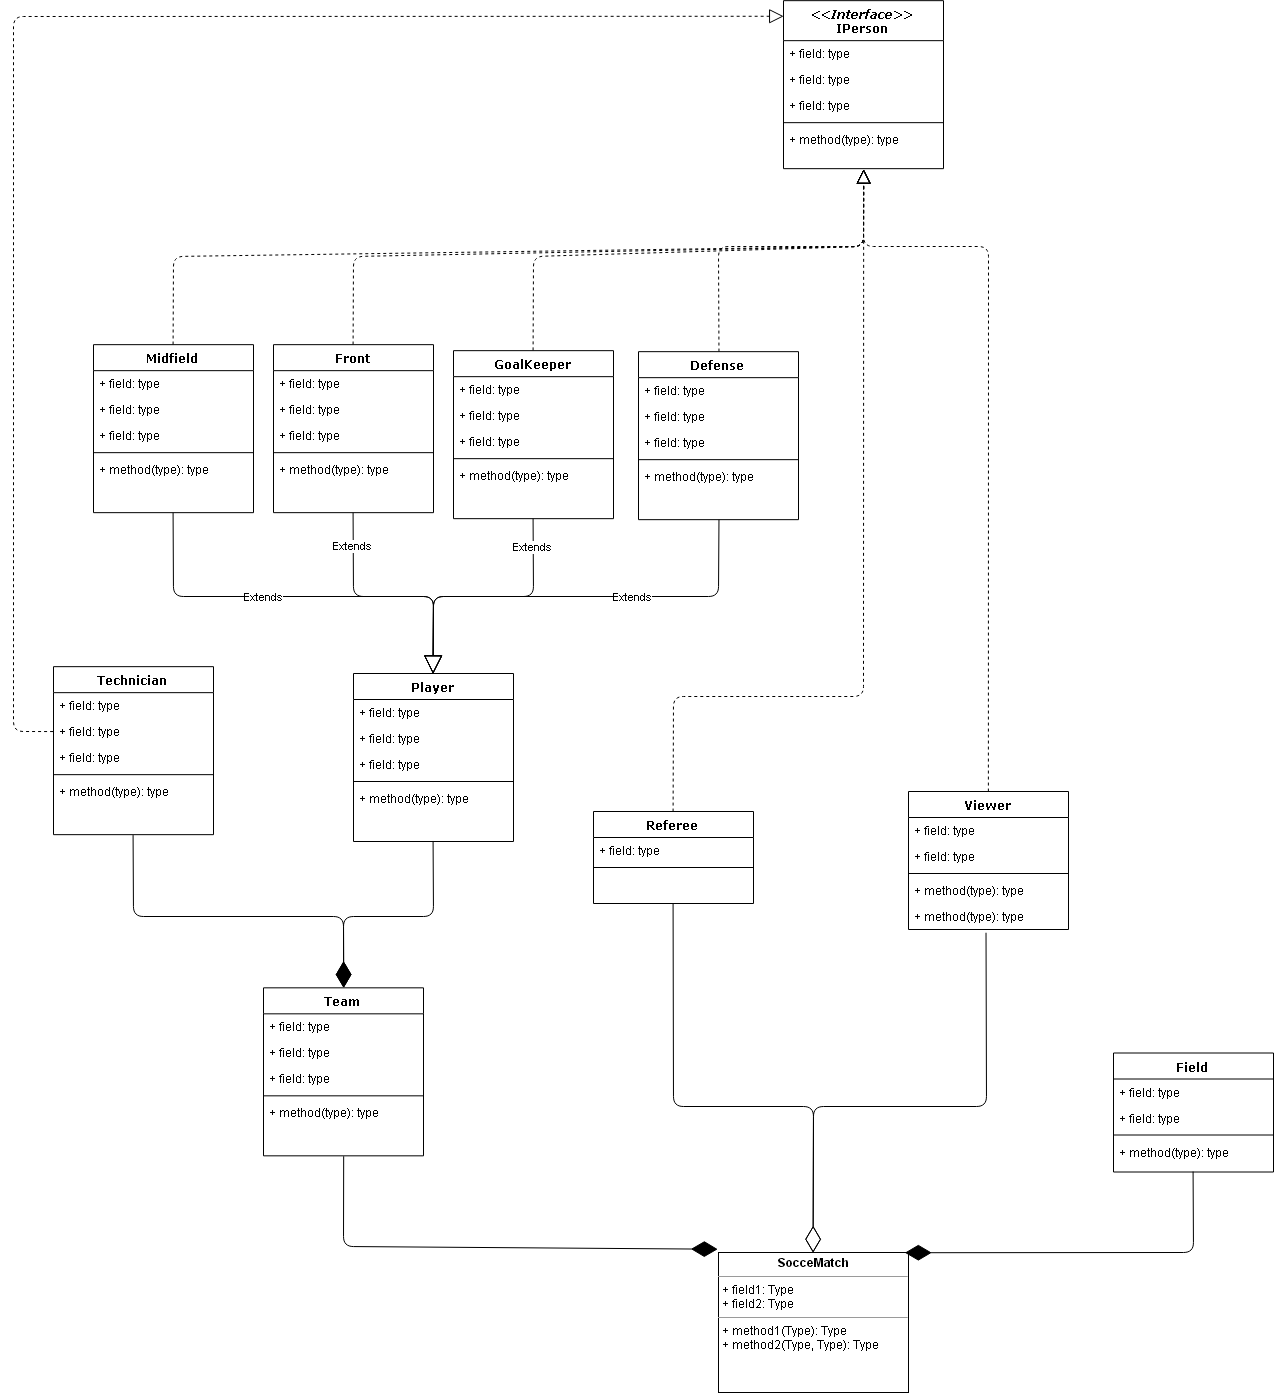 <<Interface>>
IPerson
+ field: type
+ field: type
+ field: type
+ method(type): type
Midfield
+ field: type
+ field: type
+ field: type
+ method(type): type
Front
+ field: type
+ field: type
+ field: type
+ method(type): type
GoalKeeper
+ field: type
+ field: type
+ field: type
+ method(type): type
Defense
+ field: type
+ field: type
+ field: type
+ method(type): type
Extends
Extends
Extends
Extends
Technician
+ field: type
+ field: type
+ field: type
+ method(type): type
Player
+ field: type
+ field: type
+ field: type
+ method(type): type
Referee
+ field: type
Viewer
+ field: type
+ field: type
+ method(type): type
+ method(type): type
Team
+ field: type
+ field: type
+ field: type
+ method(type): type
Field
+ field: type
+ field: type
+ method(type): type
SocceMatch
+ field1: Type
+ field2: Type
+ method1(Type): Type
+ method2(Type, Type): Type